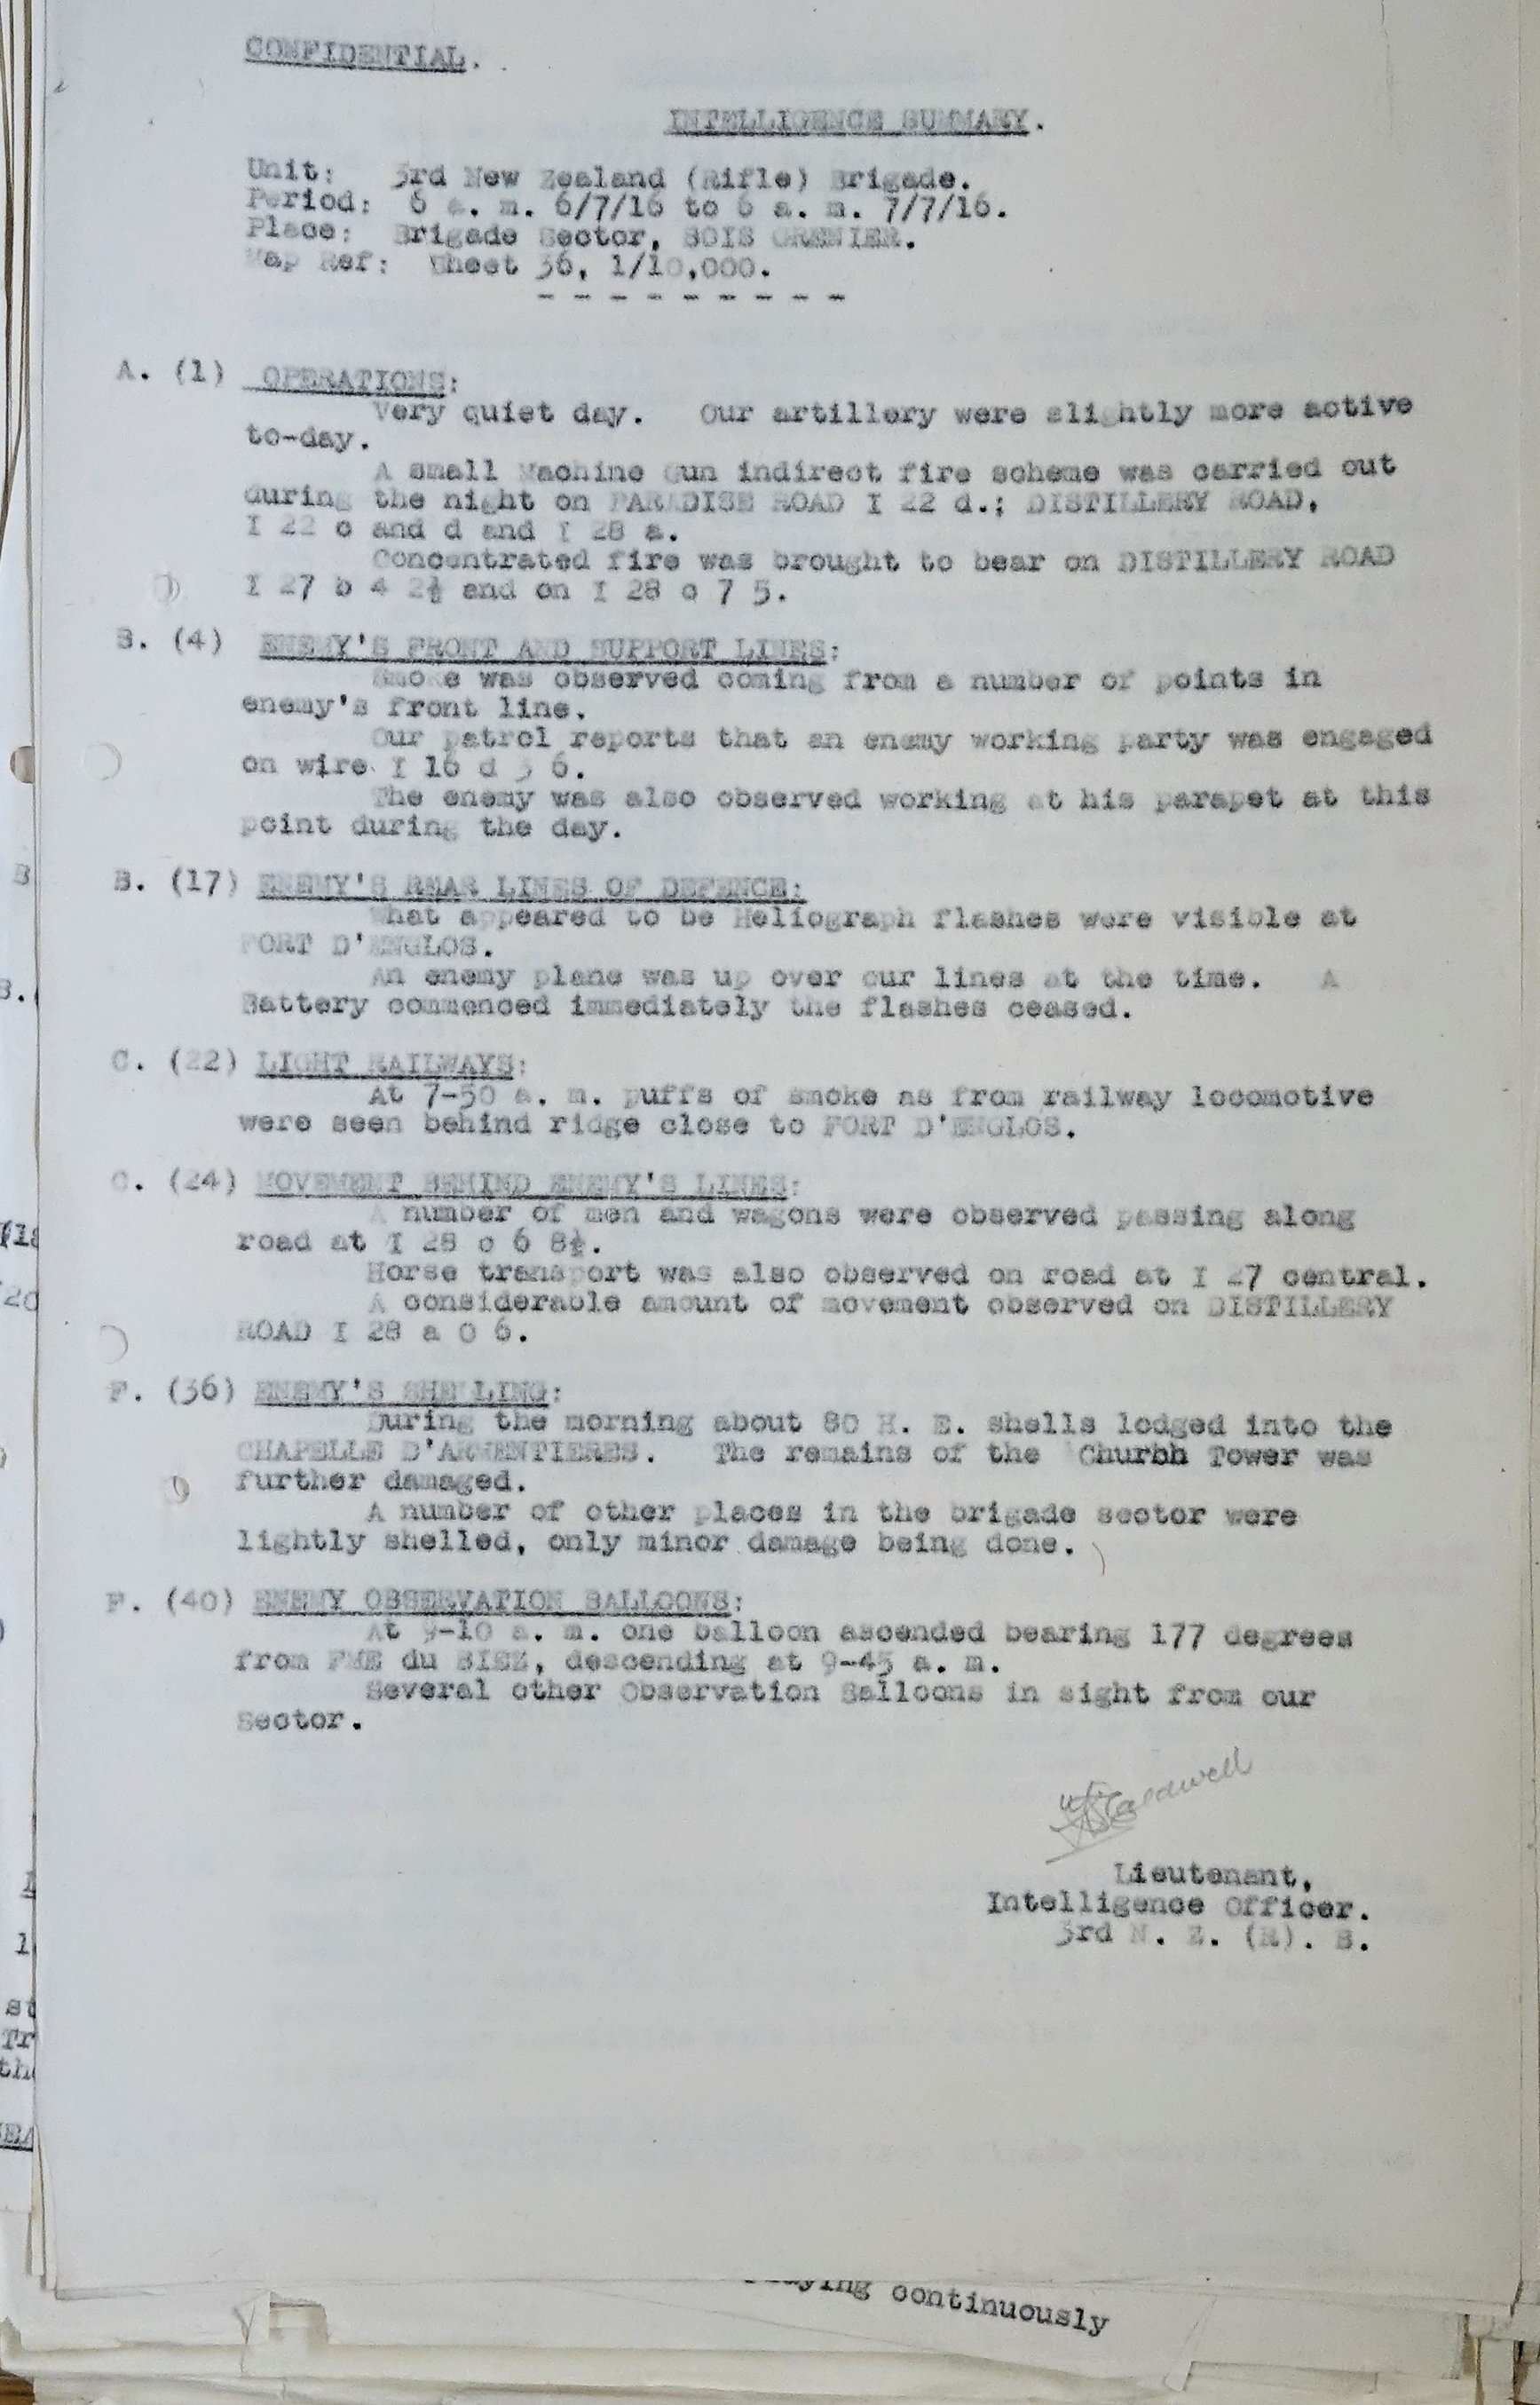 CONFIDENTIAL.
INTELLIGENCE SUMMARY.
Unit: 3rd New Zealand (Rifle) Brigade.
Period: 6 a. m. 6/7/16 to 6 a. m. 7/7/16.
Place: Brigade Sector, BOIS GRENIER.
Map Ref: Sheet 36, 1/10,000.
- - - - - - - - -
A. (1) OPERATIONS:
Very quiet day. Our artillery were slightly more active
to-day.
A small Machine Gun indirect fire scheme was carried out
during the night on PARADISE ROAD I 22 d.; DISTILLERY ROAD,
I 22 c and d and I 28 a.
Concentrated fire was brought to bear on DISTILLERY ROAD
I 27 b 4 2½ and on I 28 c 7 5.
B. (4) ENEMY'S FRONT AND SUPPORT LINES:
Smoke was observed coming from a number of points in
enemy's front line.
Our patrol reports that an enemy working party was engaged
on wire I 16 d 3 6.
The enemy was also observed working at his parapet at this
point during the day.
B. (17) ENEMY'S REAR LINES OF DEFENCE:
What appeared to be Heliograph flashes were visible at
FORT D'ENGLOS.
An enemy plane was up over our lines at the time. A
Battery commenced immediately the flashes ceased.
C. (22) LIGHT RAILWAYS:
At 7-50 a. m. puffs of smoke as from railway locomotive
were seen behind ridge close to FORT D'ENGLOS.
C. (24) MOVEMENT BEHIND ENEMY'S LINES:
A number of men and wagons were observed passing along
road at I 28 c 6 8½.
Horse transport was also observed on road at I 27 central.
A considerable amount of movement observed on DISTILLERY
ROAD I 28 a 0 6.
F. (36) ENEMY'S SHELLING:
During the morning about 80 H. E. shells lodged into the
CHAPELLE D'ARMENTIERES. The remains of the Churbh Tower was
further damaged.
A number of other places in the brigade sector were
lightly shelled, only minor damage being done.
F. (40) ENEMY OBSERVATION BALLOONS:
At 9-10 a. m. one balloon ascended bearing 177 degrees
from FME du BIEZ, descending at 9-45 a. m.
Several other Observation Balloons in sight from our
Sector.
Caldwell
Lieutenant,
Intelligence Officer.
3rd N. Z. (R). B.
continuously